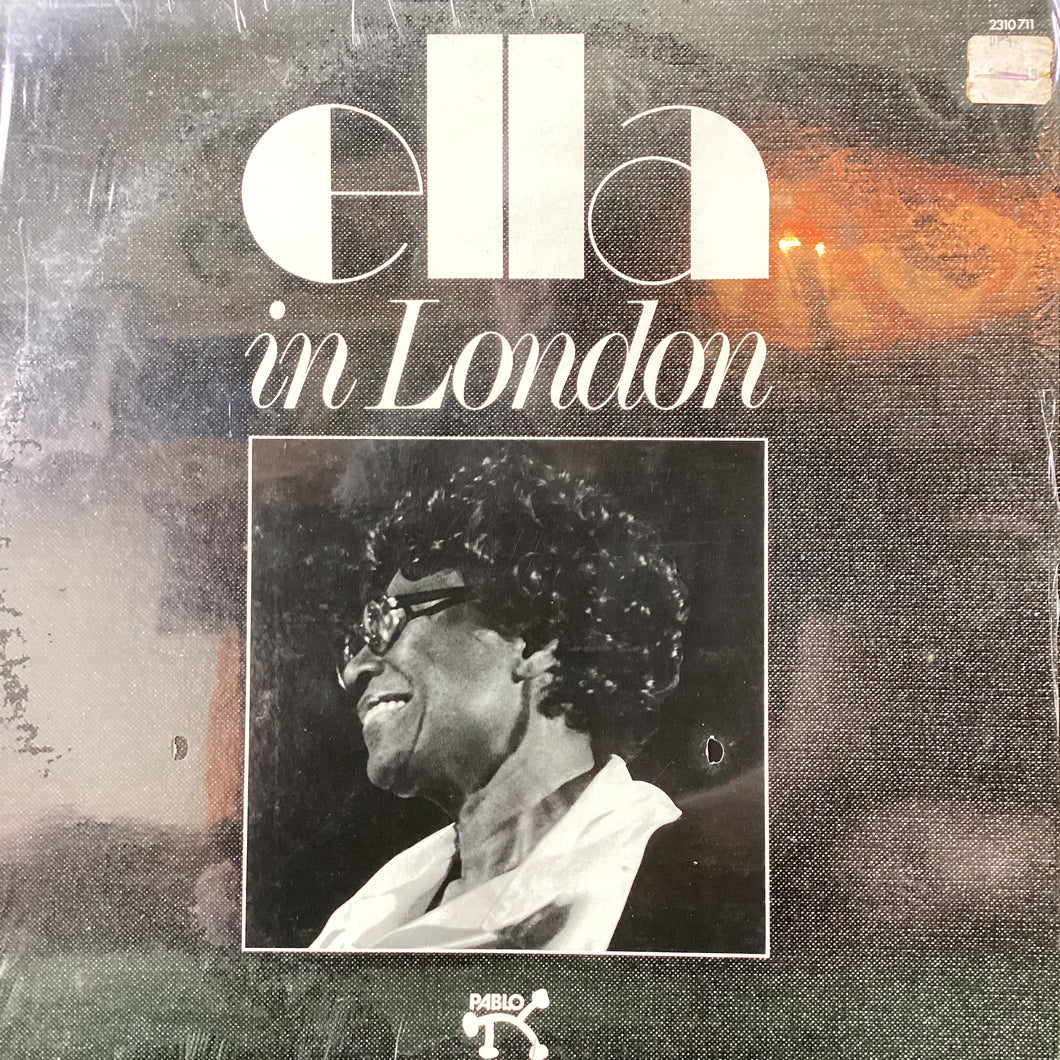 2310 711
ella
in London
PABLO